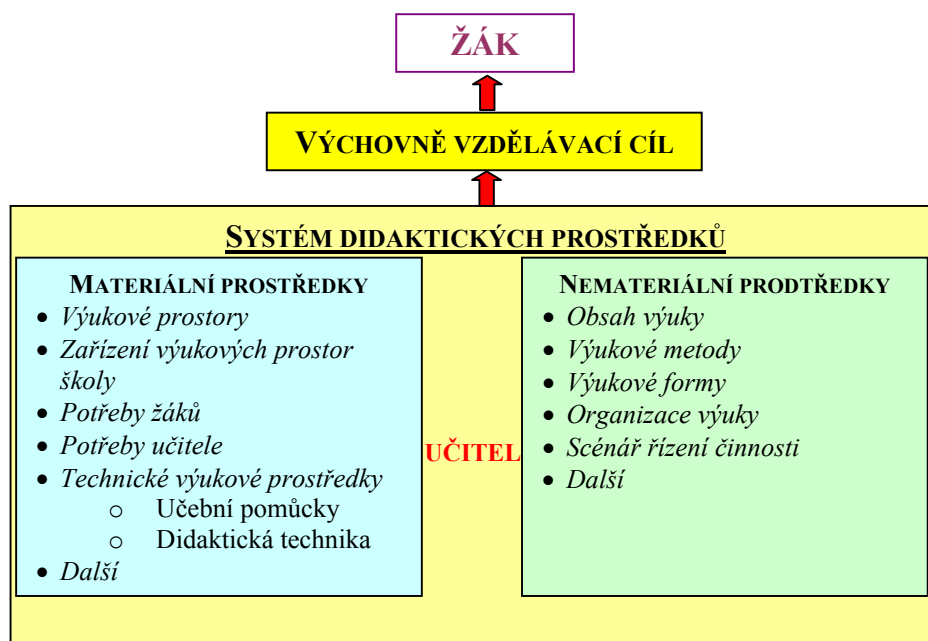 ŽÁK
VÝCHOVNĚ VZDĚLÁVACÍ CÍL
SYSTÉM DIDAKTICKÝCH PROSTŘEDKŮ
MATERIÁLNÍ PROSTŘEDKY
• Výukové prostory
• Zařízení výukových prostor
školy
• Potřeby žáků
• Potřeby učitele
• Technické výukové prostředky
o Učební pomůcky
o Didaktická technika
• Další
UČITEL
NEMATERIÁLNÍ PRODTŘEDKY
• Obsah výuky
• Výukové metody
• Výukové formy
• Organizace výuky
• Scénář řízení činnosti
• Další